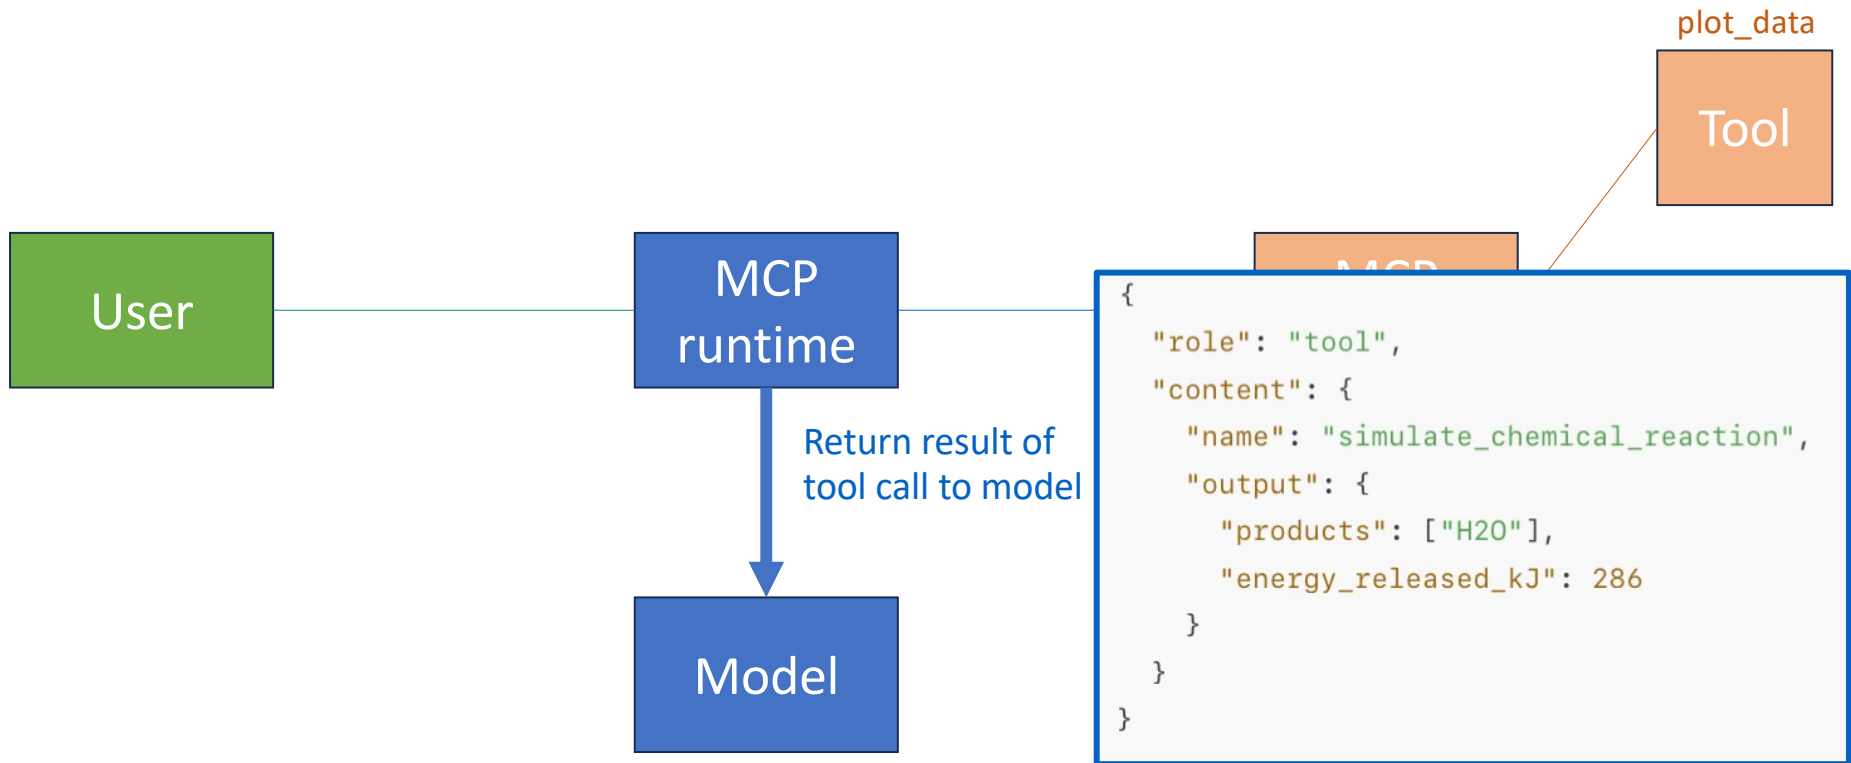 plot_data
Tool
User
MCP
runtime
MCP
Return result of
tool call to model
Model
{
"role": "tool",
"content": {
"name": "simulate_chemical_reaction",
"output": {
"products": ["H2O"],
"energy_released_kJ": 286
}
}
}